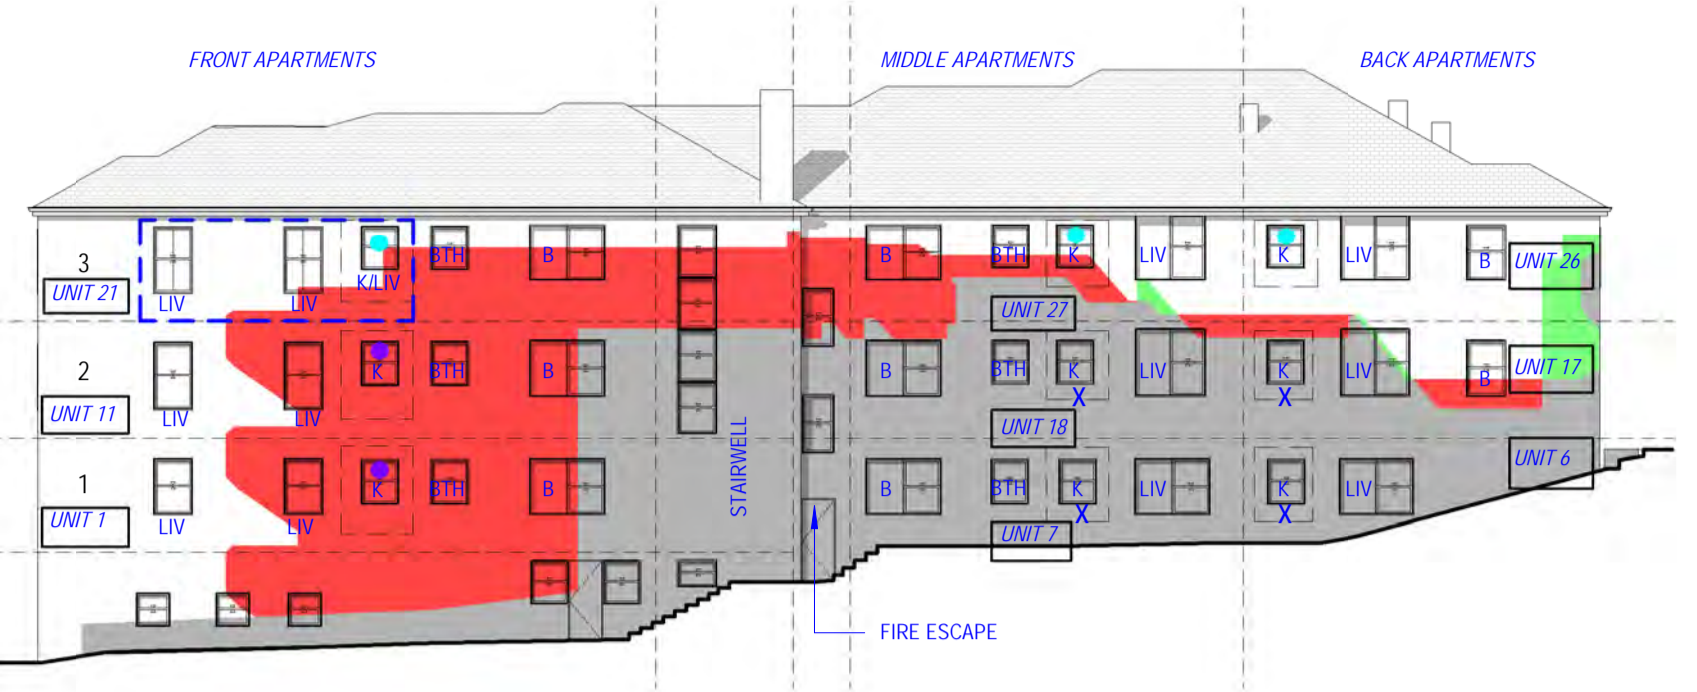 FRONT APARTMENTS
MIDDLE APARTMENTS
BACK APARTMENTS
3
UNIT 21
LIV
LIV
K/LIV
BTH
B
B
BTH
K
LIV
K
LIV
B
UNIT 26
UNIT 27
2
UNIT 11
LIV
LIV
K
BTH
B
B
BTH
K
X
LIV
K
X
LIV
B
UNIT 17
UNIT 18
1
UNIT 1
LIV
LIV
K
BTH
B
STAIRWELL
B
BTH
K
X
LIV
K
X
LIV
UNIT 6
UNIT 7
FIRE ESCAPE